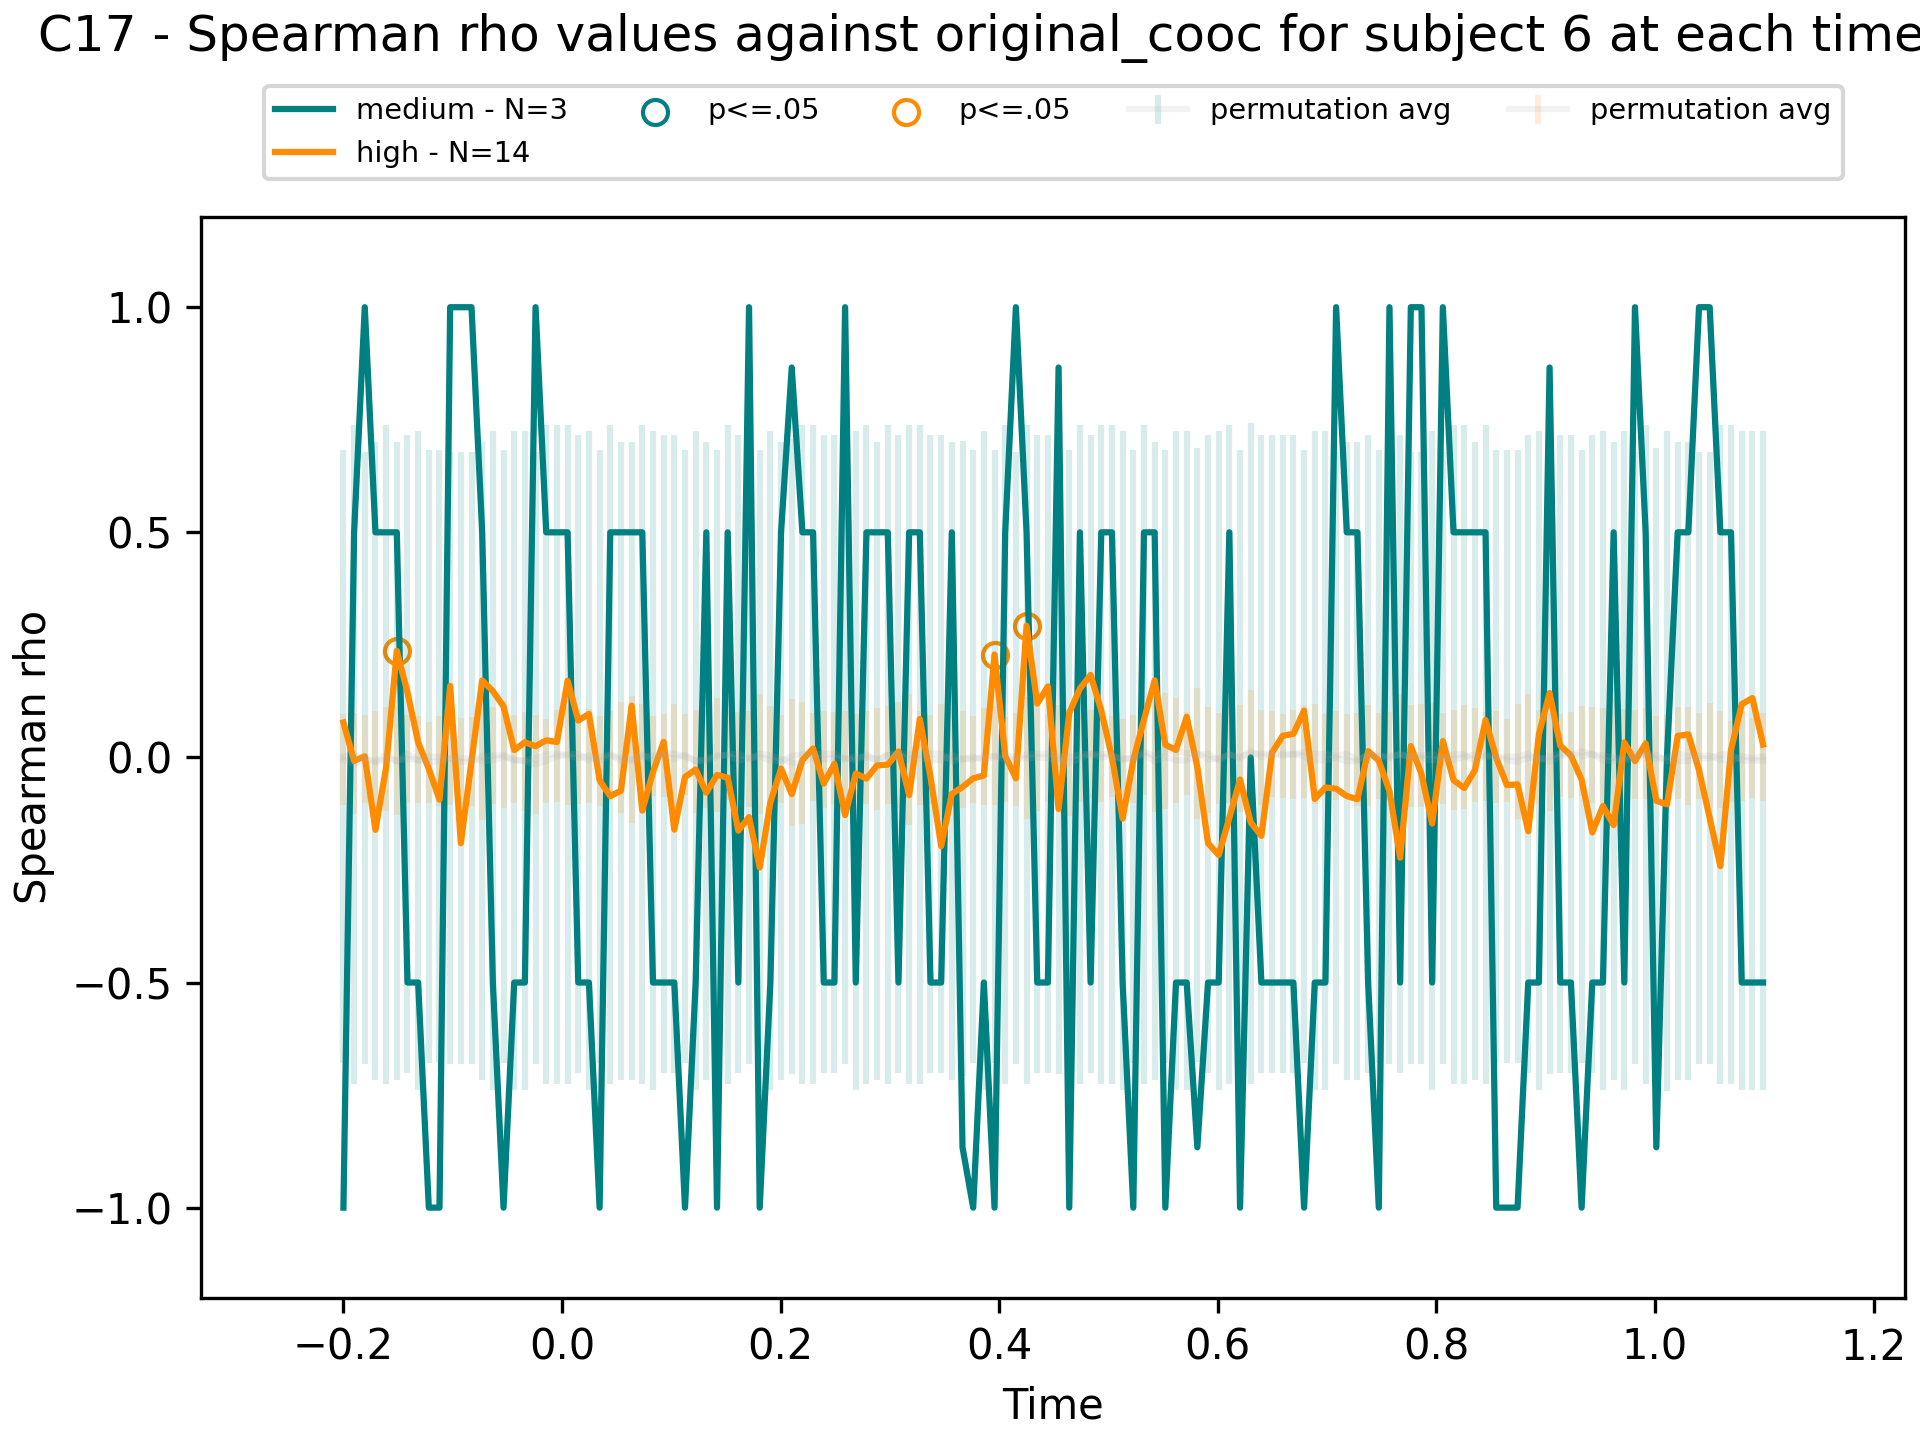 C17 - Spearman rho values against original_cooc for subject 6 at each time
medium - N=3
high - N=14
p<=.05
p<=.05
permutation avg
permutation avg
Spearman rho
1.0
0.5
0.0
−0.5
−1.0
−0.2
0.0
0.2
0.4
0.6
0.8
1.0
1.2
Time